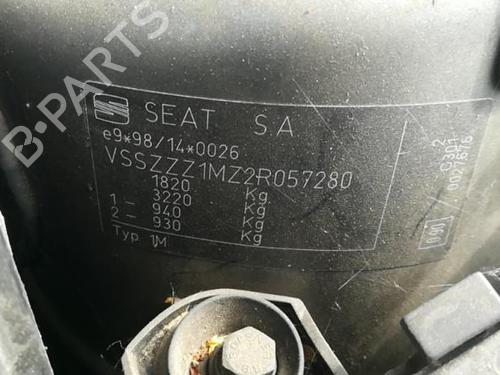 B-PARTS
SEAT S.A
e9*98/14*0026
VSSZZZ1MZ2R057280
1820 Kg
1 - 3220 Kg
2 - 940 Kg
930 Kg
Typ 1M
0027676